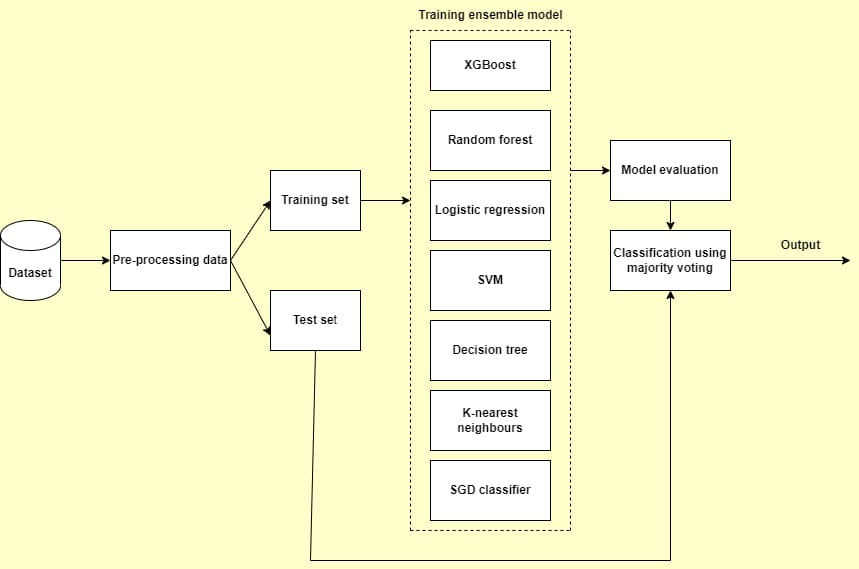 Training ensemble model
XGBoost
Random forest
Logistic regression
SVM
Decision tree
K-nearest
neighbours
SGD classifier
Dataset
Pre-processing data
Training set
Test set
Model evaluation
Classification using
majority voting
Output